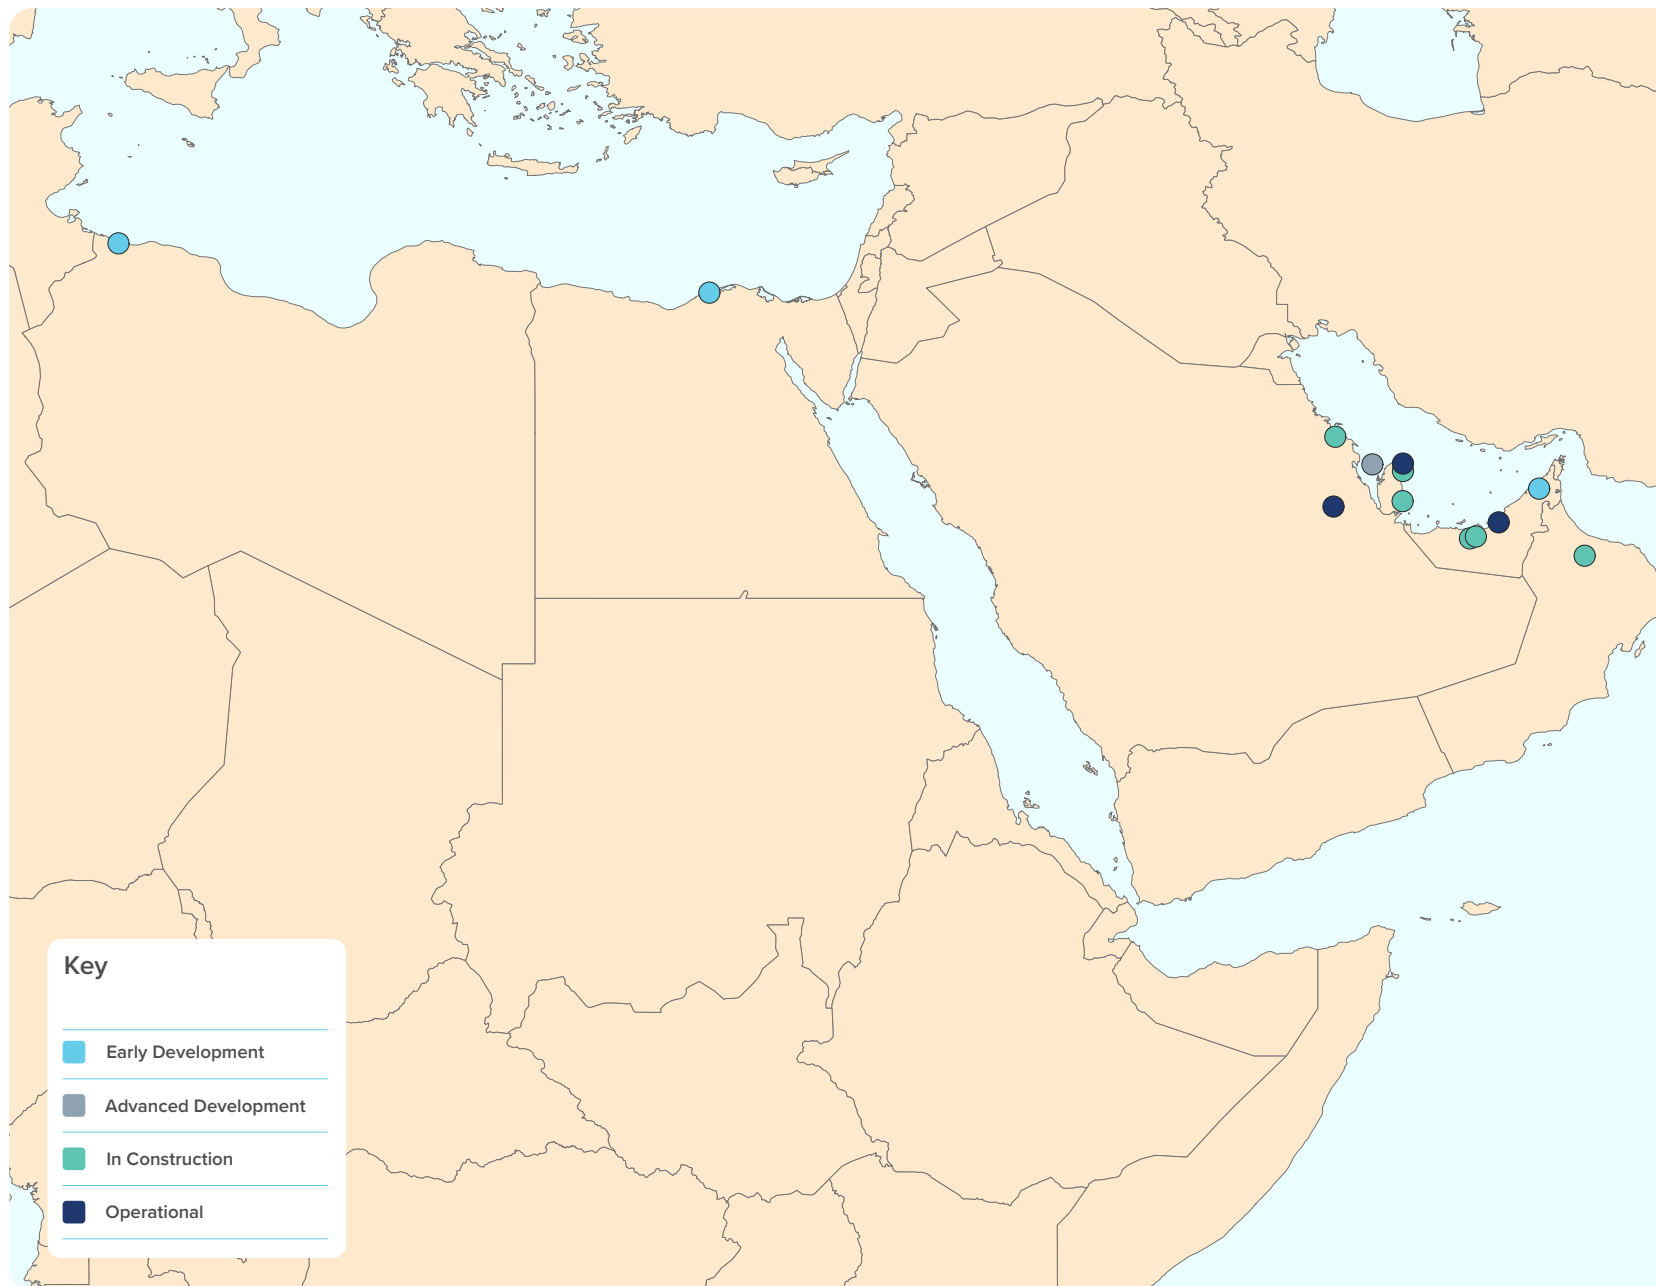 Key
Early Development
Advanced Development
In Construction
Operational